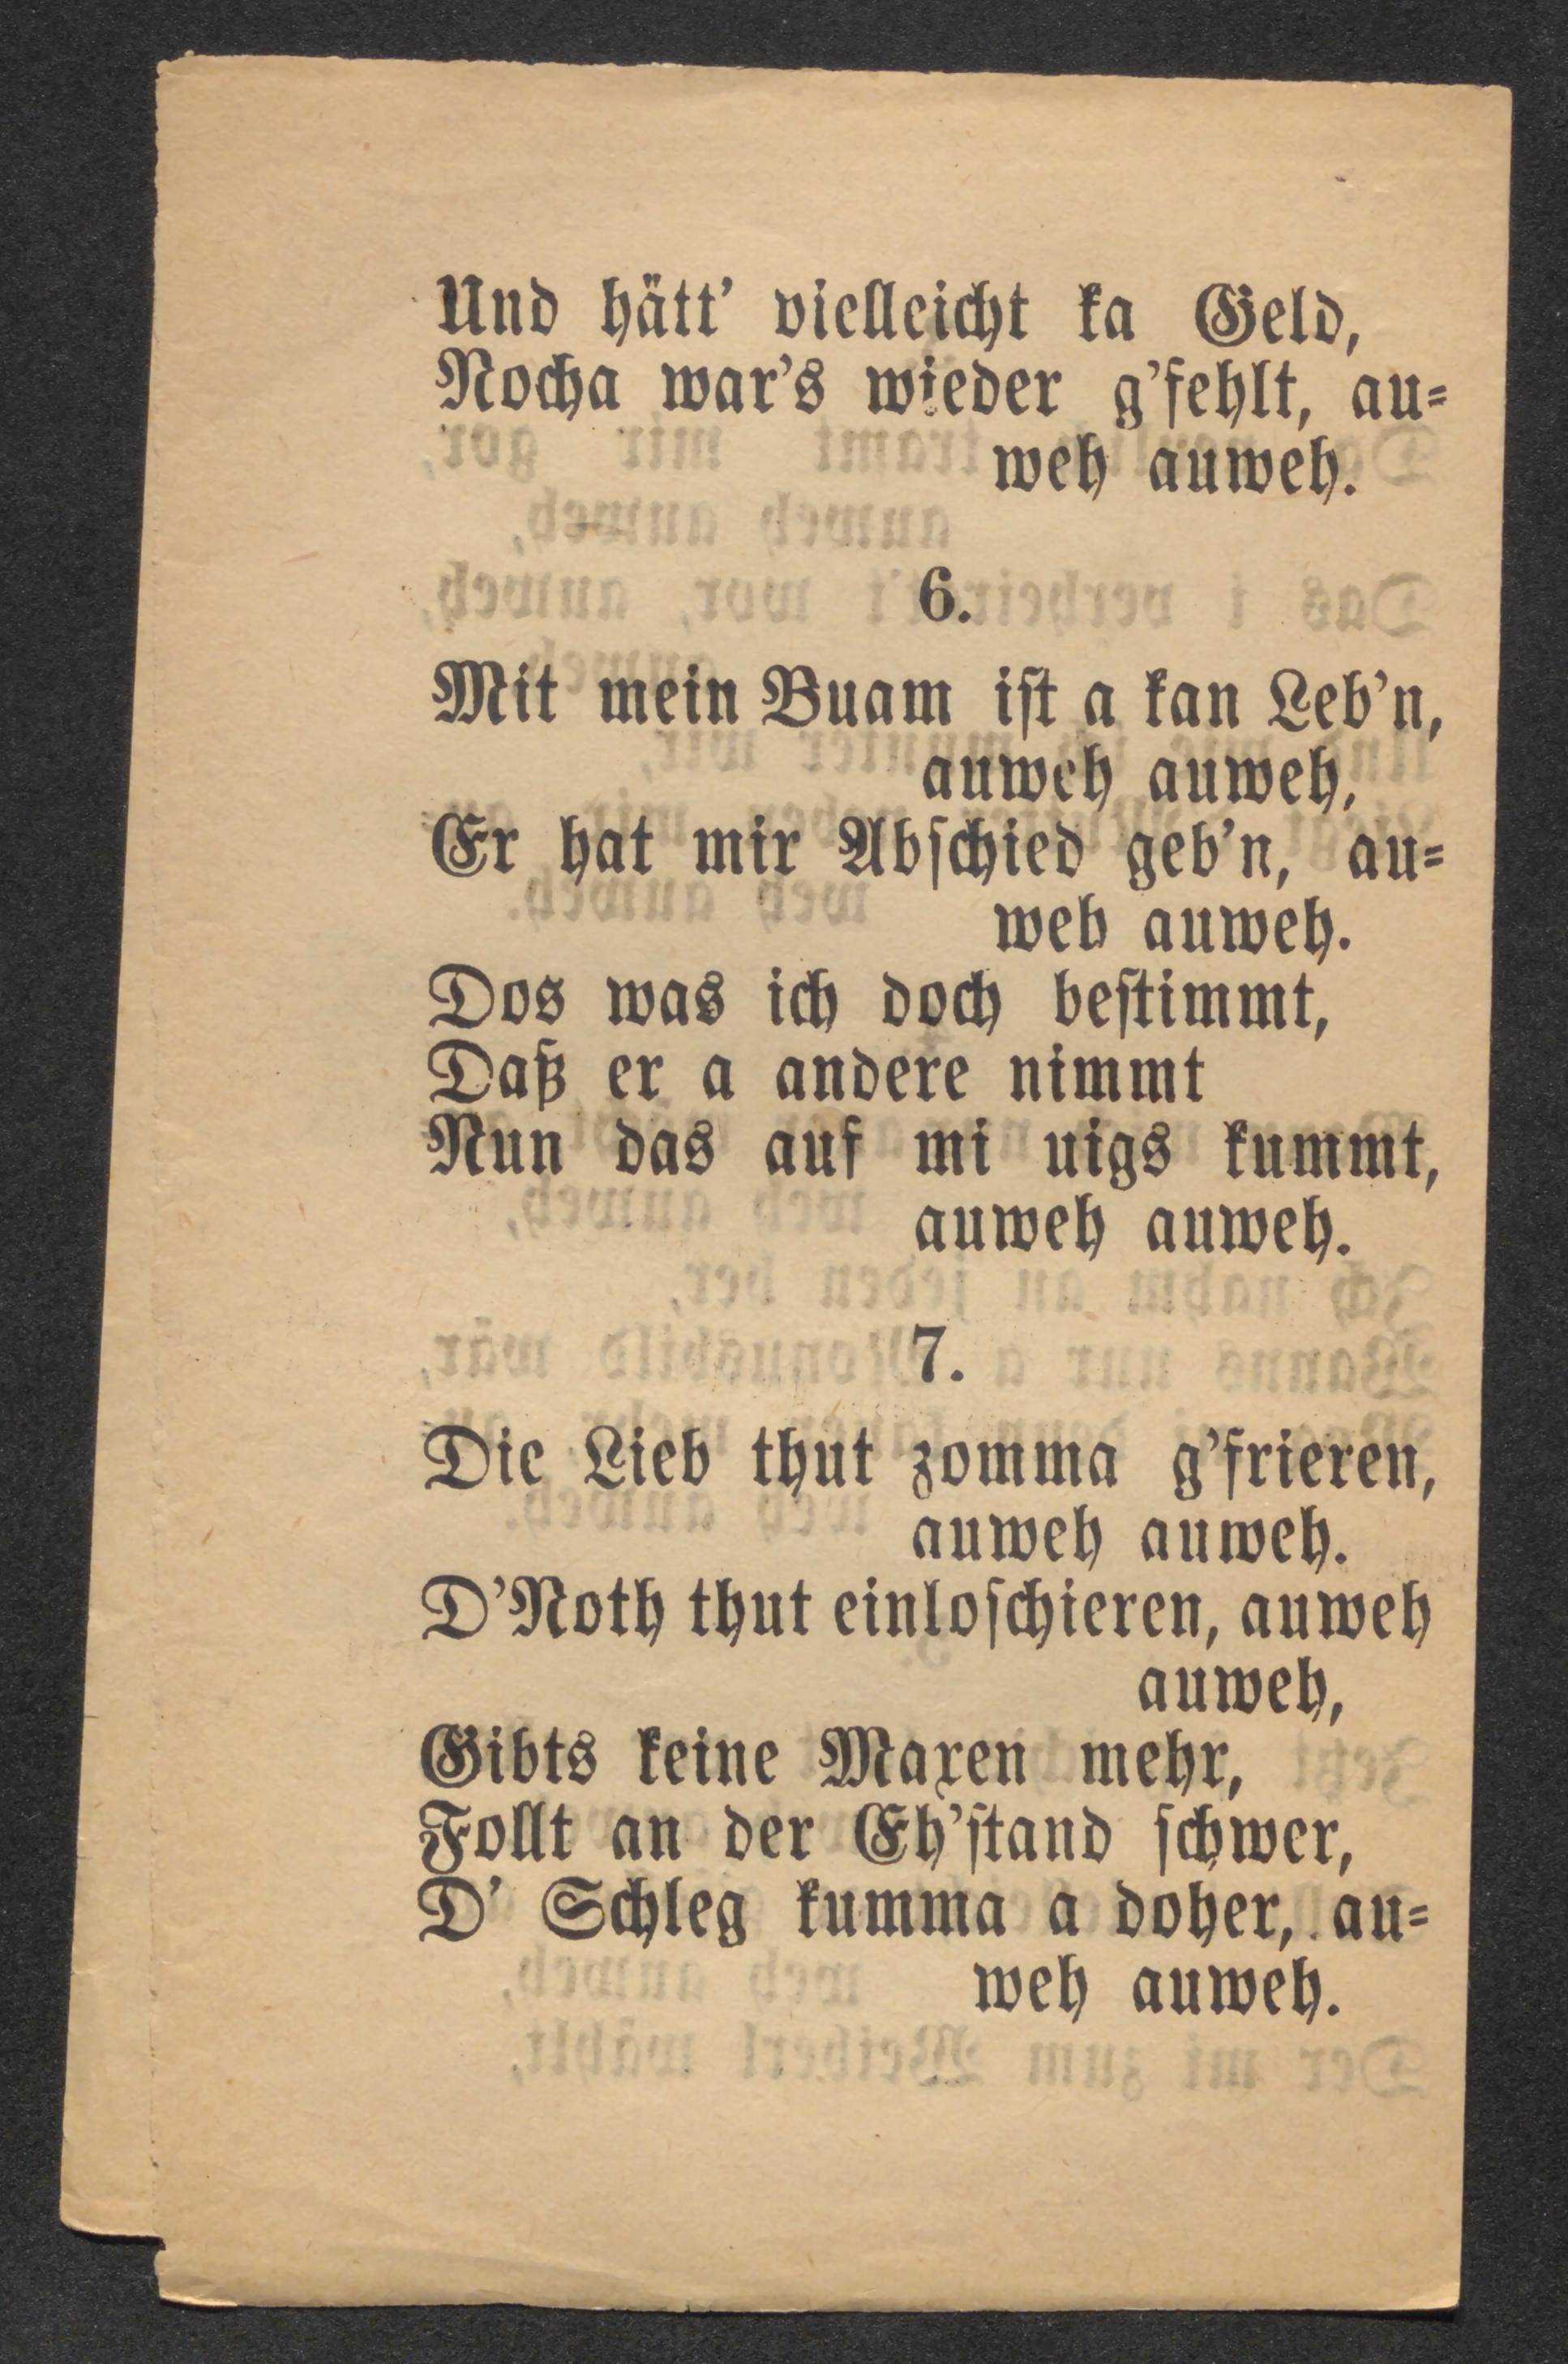 Und hätt' vielleicht ka Geld,
Nocha war's wieder g'fehlt, au=
weh auweh.
6.
Mit mein Buam ist a kan Leb'n,
auweh auweh,
Er hat mir Abschied geb'n, au=
weh auweh.
Dos was ich doch bestimmt,
Daß er a andere nimmt
Nun das auf mi uigs kummt,
auweh auweh.
7.
Die Lieb thut zomma g'frieren,
auweh auweh.
D'Noth thut einloschieren, auweh
auweh,
Gibts keine Maxen mehr,
Follt an der Eh'stand schwer,
D' Schleg kumma a doher, au=
weh auweh.